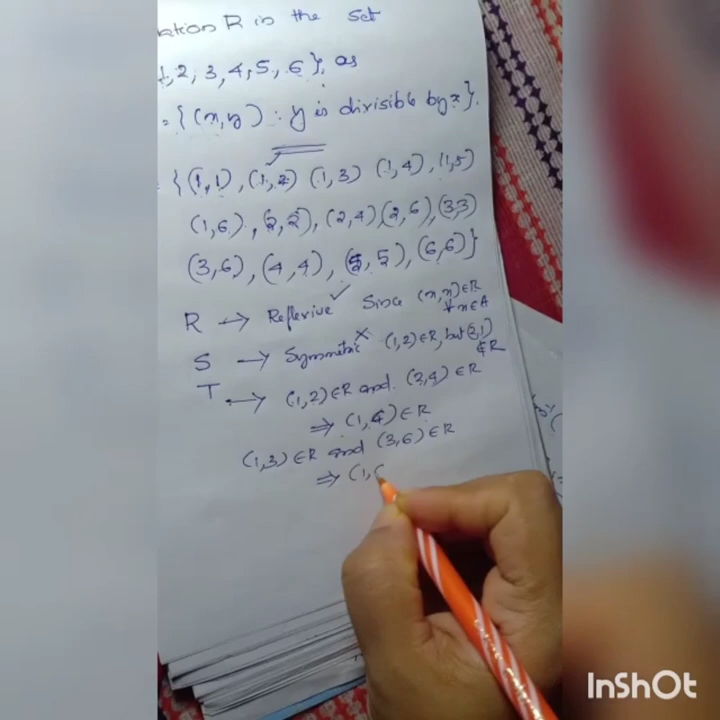 ation R in the set
1, 2, 3, 4, 5, 6}, as
= {(x,y) : y is divisible by x}.
= {(1,1), (1,2) (1,3) (1,4), (1,5)
(1,6), (2,2), (2,4) (2,6), (3,3)
(3,6), (4,4), (5,5), (6,6)}
R → Reflexive ✓ Since (x,x) ∈ R ∀ x ∈ A
S → Symmetric × (1,2) ∈ R, but (2,1) ∉ R
T → (1,2) ∈ R and (2,4) ∈ R
⇒ (1,4) ∈ R
(1,3) ∈ R and (3,6) ∈ R
⇒ (1,
InShOt